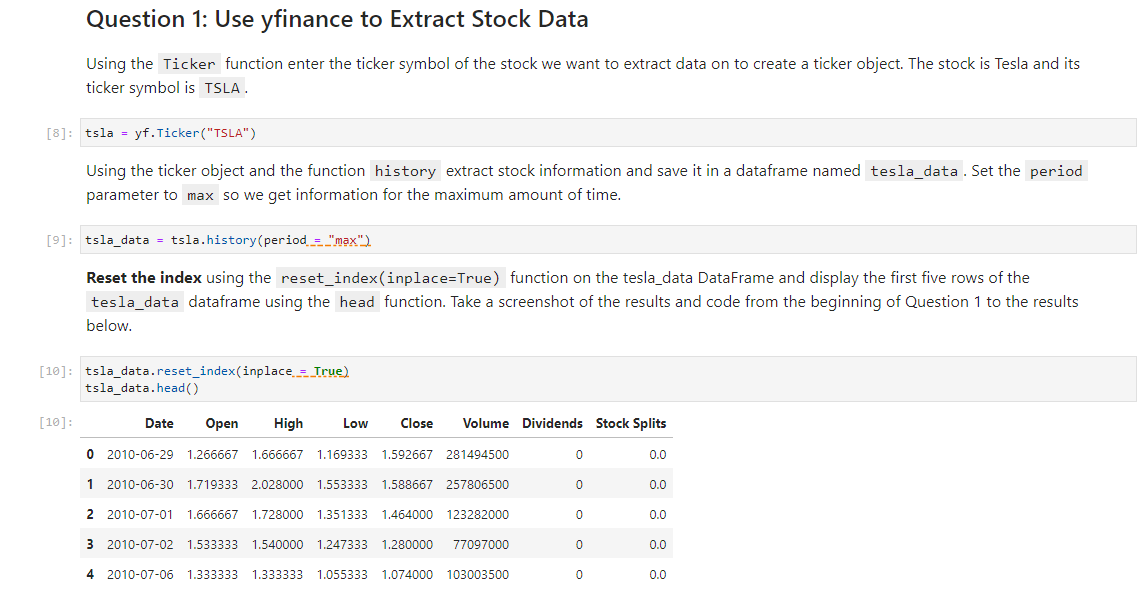 Question 1: Use yfinance to Extract Stock Data
Using the Ticker function enter the ticker symbol of the stock we want to extract data on to create a ticker object. The stock is Tesla and its
ticker symbol is TSLA.
[8]: tsla = yf.Ticker("TSLA")
Using the ticker object and the function history extract stock information and save it in a dataframe named tesla_data. Set the period
parameter to max so we get information for the maximum amount of time.
[9]: tsla_data = tsla.history(period = "max")
Reset the index using the reset_index(inplace=True) function on the tesla_data DataFrame and display the first five rows of the
tesla_data dataframe using the head function. Take a screenshot of the results and code from the beginning of Question 1 to the results
below.
[10]: tsla_data.reset_index(inplace = True)
tsla_data.head()
[10]: Date Open High Low Close Volume Dividends Stock Splits
0 2010-06-29 1.266667 1.666667 1.169333 1.592667 281494500 0 0.0
1 2010-06-30 1.719333 2.028000 1.553333 1.588667 257806500 0 0.0
2 2010-07-01 1.666667 1.728000 1.351333 1.464000 123282000 0 0.0
3 2010-07-02 1.533333 1.540000 1.247333 1.280000 77097000 0 0.0
4 2010-07-06 1.333333 1.333333 1.055333 1.074000 103003500 0 0.0